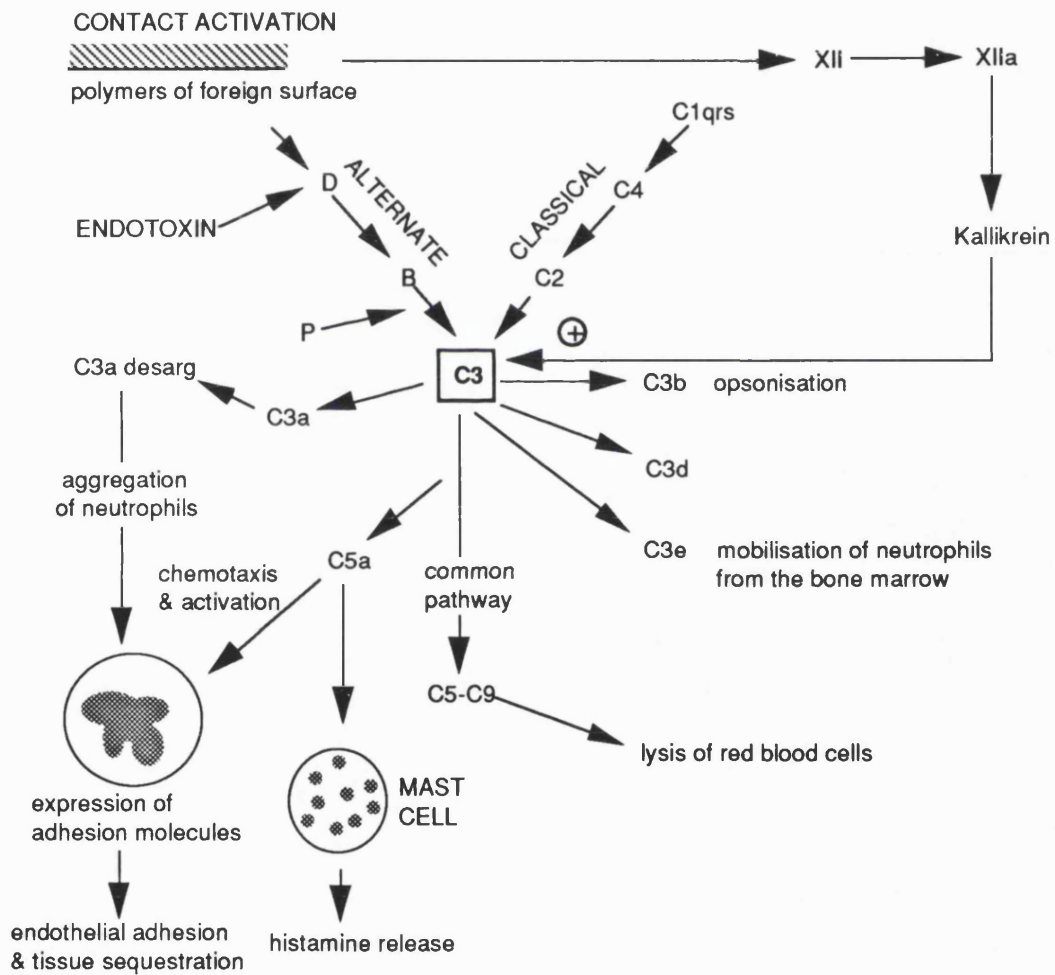 CONTACT ACTIVATION
polymers of foreign surface
XII
XIIa
C1qrs
D
ALTERNATE
CLASSICAL
C4
ENDOTOXIN
Kallikrein
B
C2
P
+
C3a desarg
C3
C3b opsonisation
C3a
C3d
aggregation
of neutrophils
C3e mobilisation of neutrophils
from the bone marrow
C5a
chemotaxis
& activation
common
pathway
C5-C9
lysis of red blood cells
MAST
CELL
expression of
adhesion molecules
endothelial adhesion
& tissue sequestration
histamine release